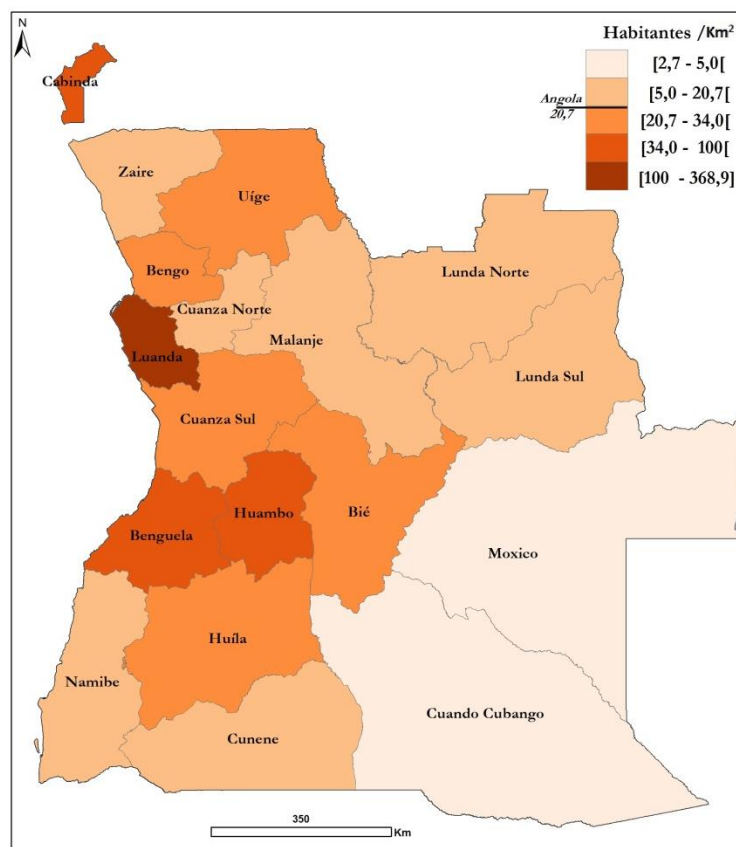 N
Habitantes /Km²
[2,7 - 5,0[
[5,0 - 20,7[
Angola
20,7
[20,7 - 34,0[
[34,0 - 100[
[100 - 368,9]
Cabinda
Zaire
Uíge
Bengo
Lunda Norte
Cuanza Norte
Malanje
Luanda
Lunda Sul
Cuanza Sul
Huambo
Bié
Benguela
Moxico
Huíla
Namibe
Cuando Cubango
Cunene
350
Km